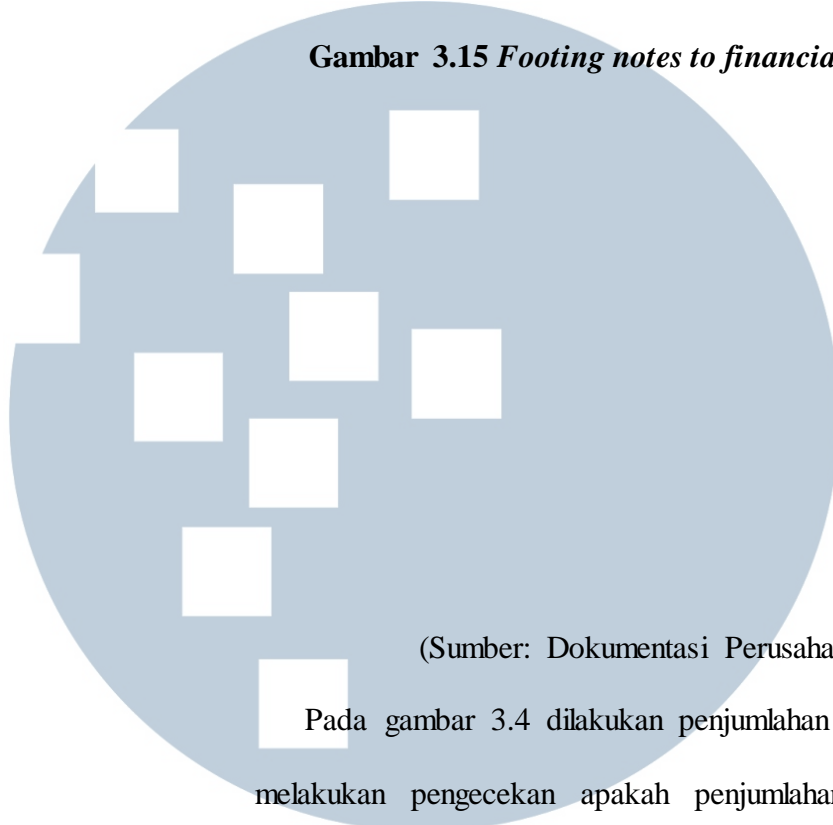 Gambar 3.15 Footing notes to financia
(Sumber: Dokumentasi Perusaha
Pada gambar 3.4 dilakukan penjumlahan
melakukan pengecekan apakah penjumlahan